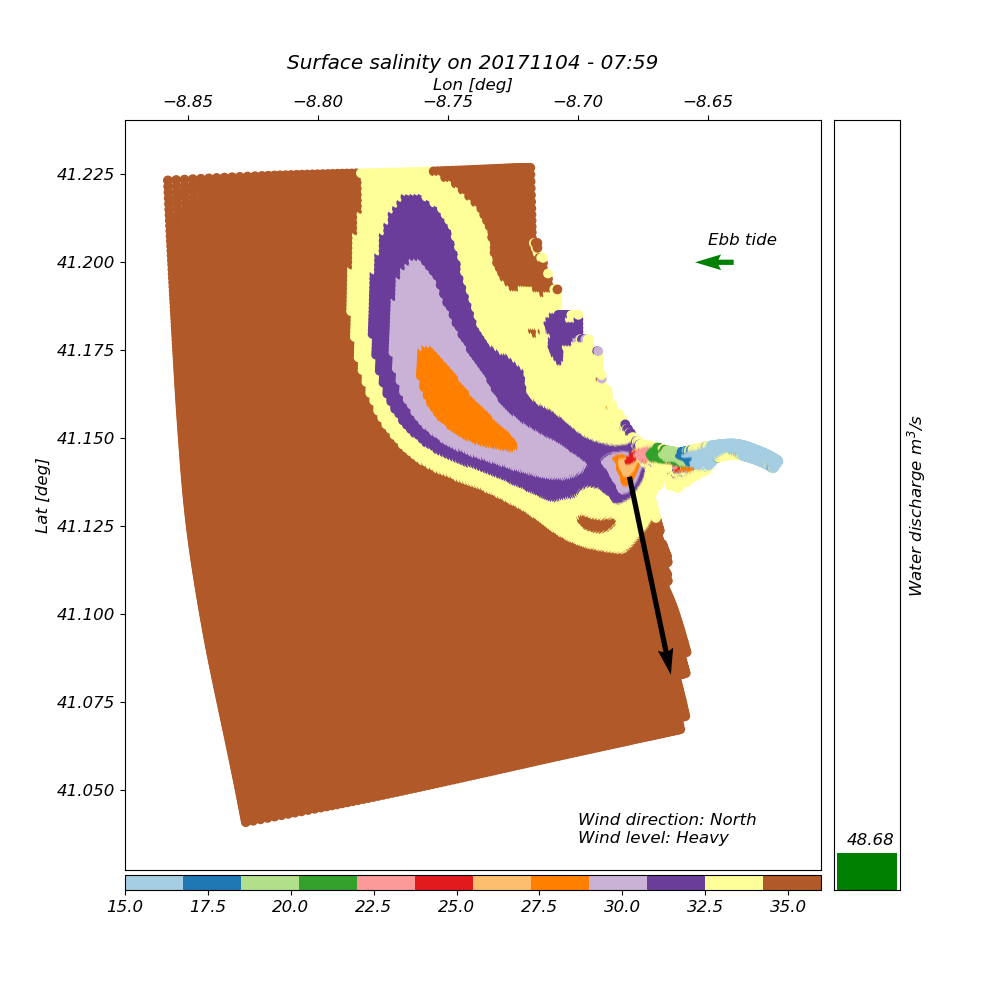 Surface salinity on 20171104 - 07:59
Lon [deg]
−8.85 −8.80 −8.75 −8.70 −8.65
41.225
41.200
41.175
41.150
41.125
41.100
41.075
41.050
Lat [deg]
Ebb tide
Wind direction: North
Wind level: Heavy
Water discharge m³/s
48.68
15.0 17.5 20.0 22.5 25.0 27.5 30.0 32.5 35.0